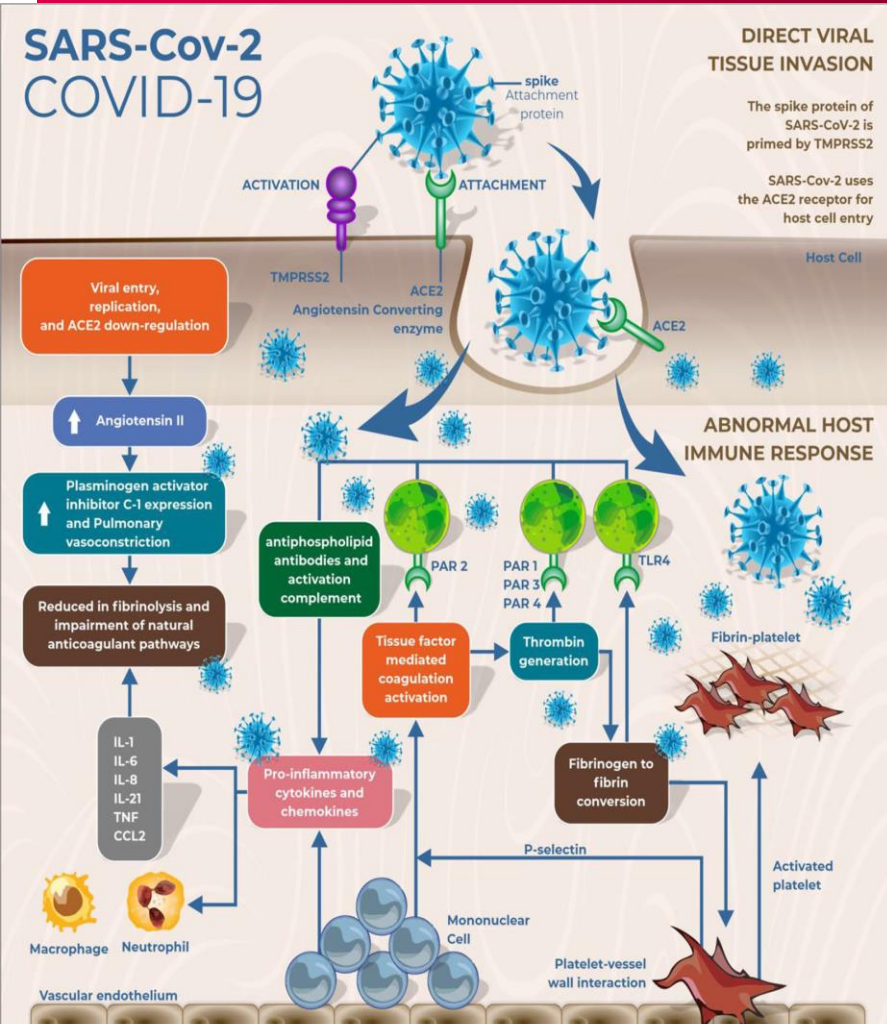 SARS-Cov-2
COVID-19
spike
Attachment
protein
DIRECT VIRAL
TISSUE INVASION
The spike protein of
SARS-CoV-2 is
primed by TMPRSS2
SARS-Cov-2 uses
the ACE2 receptor for
host cell entry
ACTIVATION
ATTACHMENT
Host Cell
TMPRSS2
ACE2
Angiotensin Converting
enzyme
ACE2
Viral entry,
replication,
and ACE2 down-regulation
Angiotensin II
Plasminogen activator
inhibitor C-1 expression
and Pulmonary
vasoconstriction
Reduced in fibrinolysis and
impairment of natural
anticoagulant pathways
ABNORMAL HOST
IMMUNE RESPONSE
antiphospholipid
antibodies and
activation
complement
PAR 2
PAR 1
PAR 3
PAR 4
TLR4
Tissue factor
mediated
coagulation
activation
Thrombin
generation
Fibrin-platelet
IL-1
IL-6
IL-8
IL-21
TNF
CCL2
Pro-inflammatory
cytokines and
chemokines
Fibrinogen to
fibrin
conversion
P-selectin
Activated
platelet
Macrophage
Neutrophil
Mononuclear
Cell
Platelet-vessel
wall interaction
Vascular endothelium